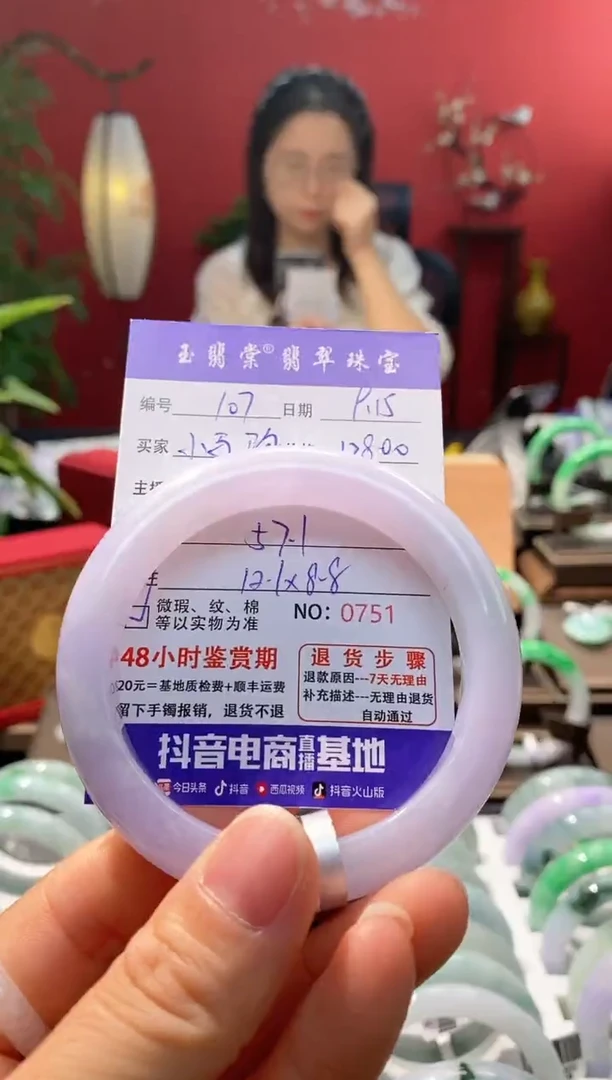 玉翡棠®翡翠珠宝
编号 107 日期 9.15
买家 12800
主播
57.1
12.1x8.8
微瑕、纹、棉
等以实物为准
NO: 0751
48小时鉴赏期
20元=基地质检费+顺丰运费
留下手镯报销，退货不退
退货步骤
退款原因---7天无理由
补充描述---无理由退货
自动通过
抖音电商直播基地
今日头条 抖音 西瓜视频 抖音火山版